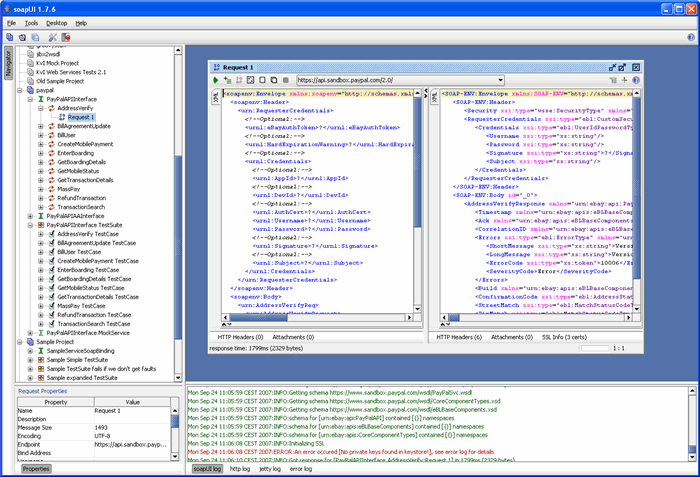 soapUI 1.7.6
File Tools Desktop Help
Navigator
jibx2wsdl
KvI Mock Project
KvI Web Services Tests 2.1
Old Sample Project
paypal
PayPalAPIInterface
AddressVerify
Request 1
BillAgreementUpdate
BillUser
CreateMobilePayment
EnterBoarding
GetBoardingDetails
GetMobileStatus
GetTransactionDetails
MassPay
RefundTransaction
TransactionSearch
PayPalAPIAAInterface
PayPalAPIInterface TestSuite
AddressVerify TestCase
BillAgreementUpdate TestCase
BillUser TestCase
CreateMobilePayment TestCase
EnterBoarding TestCase
GetBoardingDetails TestCase
GetMobileStatus TestCase
GetTransactionDetails TestCase
MassPay TestCase
RefundTransaction TestCase
TransactionSearch TestCase
PayPalAPIInterface MockService
Sample Project
SampleServiceSoapBinding
Sample Simple TestSuite
Sample TestSuite fails if we don't get faults
Sample expanded TestSuite
Request Properties
Property Value
Name Request 1
Description
Message Size 1493
Encoding UTF-8
Endpoint https://api.sandbox.payp...
Bind Address
Properties
Request 1
https://api.sandbox.paypal.com/2.0/
<soapenv:Envelope xmlns:soapenv="http://schemas.xml
<soapenv:Header>
<urn:RequesterCredentials>
<!--Optional:-->
<urn1:eBayAuthToken>?</urn1:eBayAuthToken>
<!--Optional:-->
<urn1:HardExpirationWarning>?</urn1:HardExpiration
<!--Optional:-->
<urn1:Credentials>
<!--Optional:-->
<urn1:AppId>?</urn1:AppId>
<!--Optional:-->
<urn1:DevId>?</urn1:DevId>
<!--Optional:-->
<urn1:AuthCert>?</urn1:AuthCert>
<urn1:Username>?</urn1:Username>
<urn1:Password>?</urn1:Password>
<!--Optional:-->
<urn1:Signature>?</urn1:Signature>
<!--Optional:-->
<urn1:Subject>?</urn1:Subject>
</urn1:Credentials>
</urn:RequesterCredentials>
</soapenv:Header>
<soapenv:Body>
<urn:AddressVerifyReq>
HTTP Headers (0) Attachments (0)
response time: 1799ms (2329 bytes)
<SOAP-ENV:Envelope xmlns:SOAP-ENV="http://schemas.
<SOAP-ENV:Header>
<Security xsi:type="wsse:SecurityType" xmlns=
<RequesterCredentials xsi:type="ebl:CustomSecu
<Credentials xsi:type="ebl:UserIdPasswordTy
<Username xsi:type="xs:string"/>
<Password xsi:type="xs:string"/>
<Signature xsi:type="xs:string">?</Signa
<Subject xsi:type="xs:string"/>
</Credentials>
</RequesterCredentials>
</SOAP-ENV:Header>
<SOAP-ENV:Body id="_0">
<AddressVerifyResponse xmlns="urn:ebay:api:Pay
<Timestamp xmlns="urn:ebay:apis:eBLBaseComp
<Ack xmlns="urn:ebay:apis:eBLBaseComponents
<CorrelationID xmlns="urn:ebay:apis:eBLBase
<Errors xsi:type="ebl:ErrorType" xmlns="urn
<ShortMessage xsi:type="xs:string">Versi
<LongMessage xsi:type="xs:string">Versio
<ErrorCode xsi:type="xs:token">10006</Er
<SeverityCode>Error</SeverityCode>
</Errors>
<Build xmlns="urn:ebay:apis:eBLBaseComponen
<ConfirmationCode xsi:type="ebl:AddressStat
<StreetMatch xsi:type="ebl:MatchStatusCodeT
HTTP Headers (6) Attachments (0) SSL Info (3 certs)
1 : 1
Mon Sep 24 11:05:59 CEST 2007:INFO:Getting schema https://www.sandbox.paypal.com/wsdl/PayPalSvc.wsdl
Mon Sep 24 11:05:59 CEST 2007:INFO:Getting schema https://www.sandbox.paypal.com/wsdl/CoreComponentTypes.xsd
Mon Sep 24 11:05:59 CEST 2007:INFO:Getting schema https://www.sandbox.paypal.com/wsdl/eBLBaseComponents.xsd
Mon Sep 24 11:05:59 CEST 2007:INFO:schema for [urn:ebay:api:PayPalAPI] contained [{}] namespaces
Mon Sep 24 11:05:59 CEST 2007:INFO:schema for [urn:ebay:apis:eBLBaseComponents] contained [{}] namespaces
Mon Sep 24 11:05:59 CEST 2007:INFO:schema for [urn:ebay:apis:CoreComponentTypes] contained [{}] namespaces
Mon Sep 24 11:06:08 CEST 2007:INFO:Initializing SSL
Mon Sep 24 11:06:08 CEST 2007:ERROR:An error occured [No private keys found in keystore!], see error log for details
Mon Sep 24 11:06:10 CEST 2007:INFO:Got response for [PayPalAPIInterface.AddressVerify:Request 1] in 1799ms (2329 bytes)
soapUI log http log jetty log error log